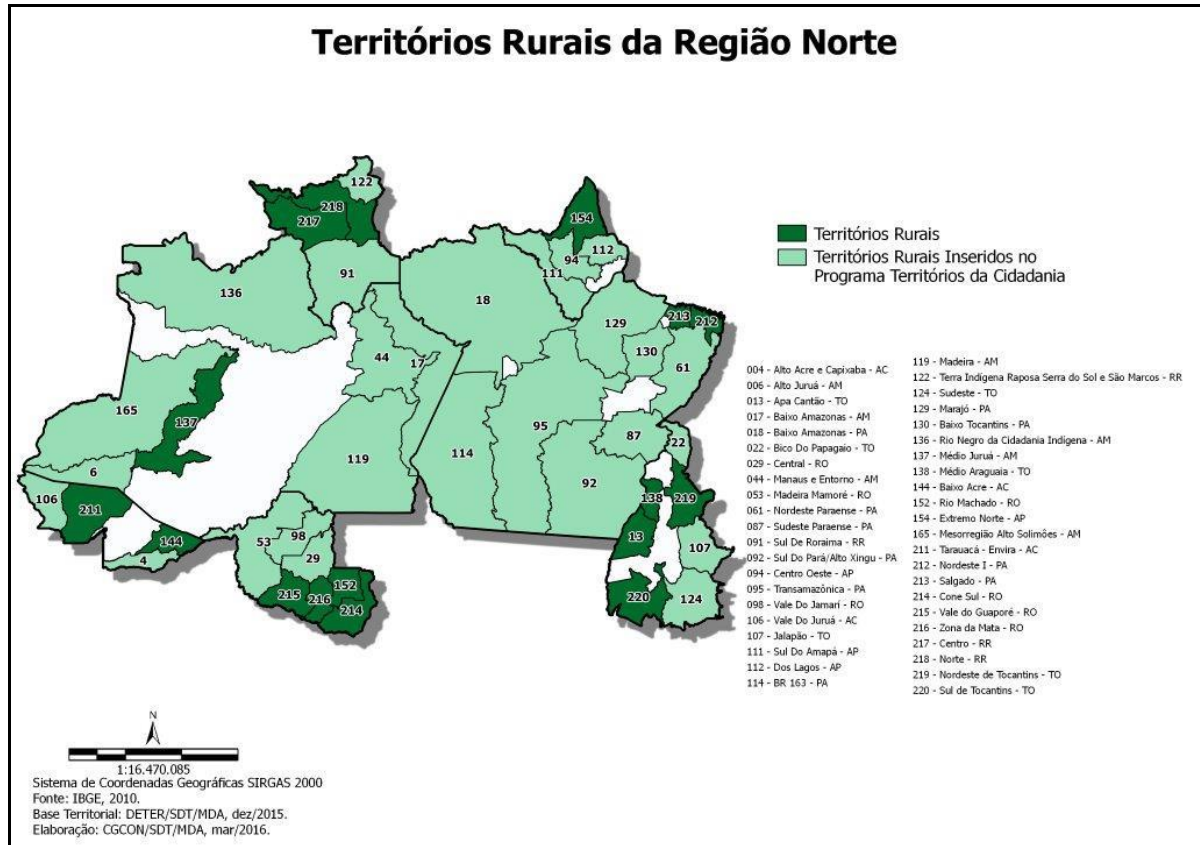 Territórios Rurais da Região Norte
122
218
217
154
112
94
111
91
136
18
129
213
212
130
61
44
17
165
137
95
87
22
119
114
92
6
106
211
138
219
13
107
144
4
53
98
29
152
215
216
214
220
124
Territórios Rurais
Territórios Rurais Inseridos no
Programa Territórios da Cidadania
004 - Alto Acre e Capixaba - AC
006 - Alto Juruá - AM
013 - Apa Cantão - TO
017 - Baixo Amazonas - AM
018 - Baixo Amazonas - PA
022 - Bico Do Papagaio - TO
029 - Central - RO
044 - Manaus e Entorno - AM
053 - Madeira Mamoré - RO
061 - Nordeste Paraense - PA
087 - Sudeste Paraense - PA
091 - Sul De Roraima - RR
092 - Sul Do Pará/Alto Xingu - PA
094 - Centro Oeste - AP
095 - Transamazônica - PA
098 - Vale Do Jamarí - RO
106 - Vale Do Juruá - AC
107 - Jalapão - TO
111 - Sul Do Amapá - AP
112 - Dos Lagos - AP
114 - BR 163 - PA
119 - Madeira - AM
122 - Terra Indígena Raposa Serra do Sol e São Marcos - RR
124 - Sudeste - TO
129 - Marajó - PA
130 - Baixo Tocantins - PA
136 - Rio Negro da Cidadania Indígena - AM
137 - Médio Juruá - AM
138 - Médio Araguaia - TO
144 - Baixo Acre - AC
152 - Rio Machado - RO
154 - Extremo Norte - AP
165 - Mesorregião Alto Solimões - AM
211 - Tarauacá - Envira - AC
212 - Nordeste I - PA
213 - Salgado - PA
214 - Cone Sul - RO
215 - Vale do Guaporé - RO
216 - Zona da Mata - RO
217 - Centro - RR
218 - Norte - RR
219 - Nordeste de Tocantins - TO
220 - Sul de Tocantins - TO
N
1:16.470.085
Sistema de Coordenadas Geográficas SIRGAS 2000
Fonte: IBGE, 2010.
Base Territorial: DETER/SDT/MDA, dez/2015.
Elaboração: CGCON/SDT/MDA, mar/2016.